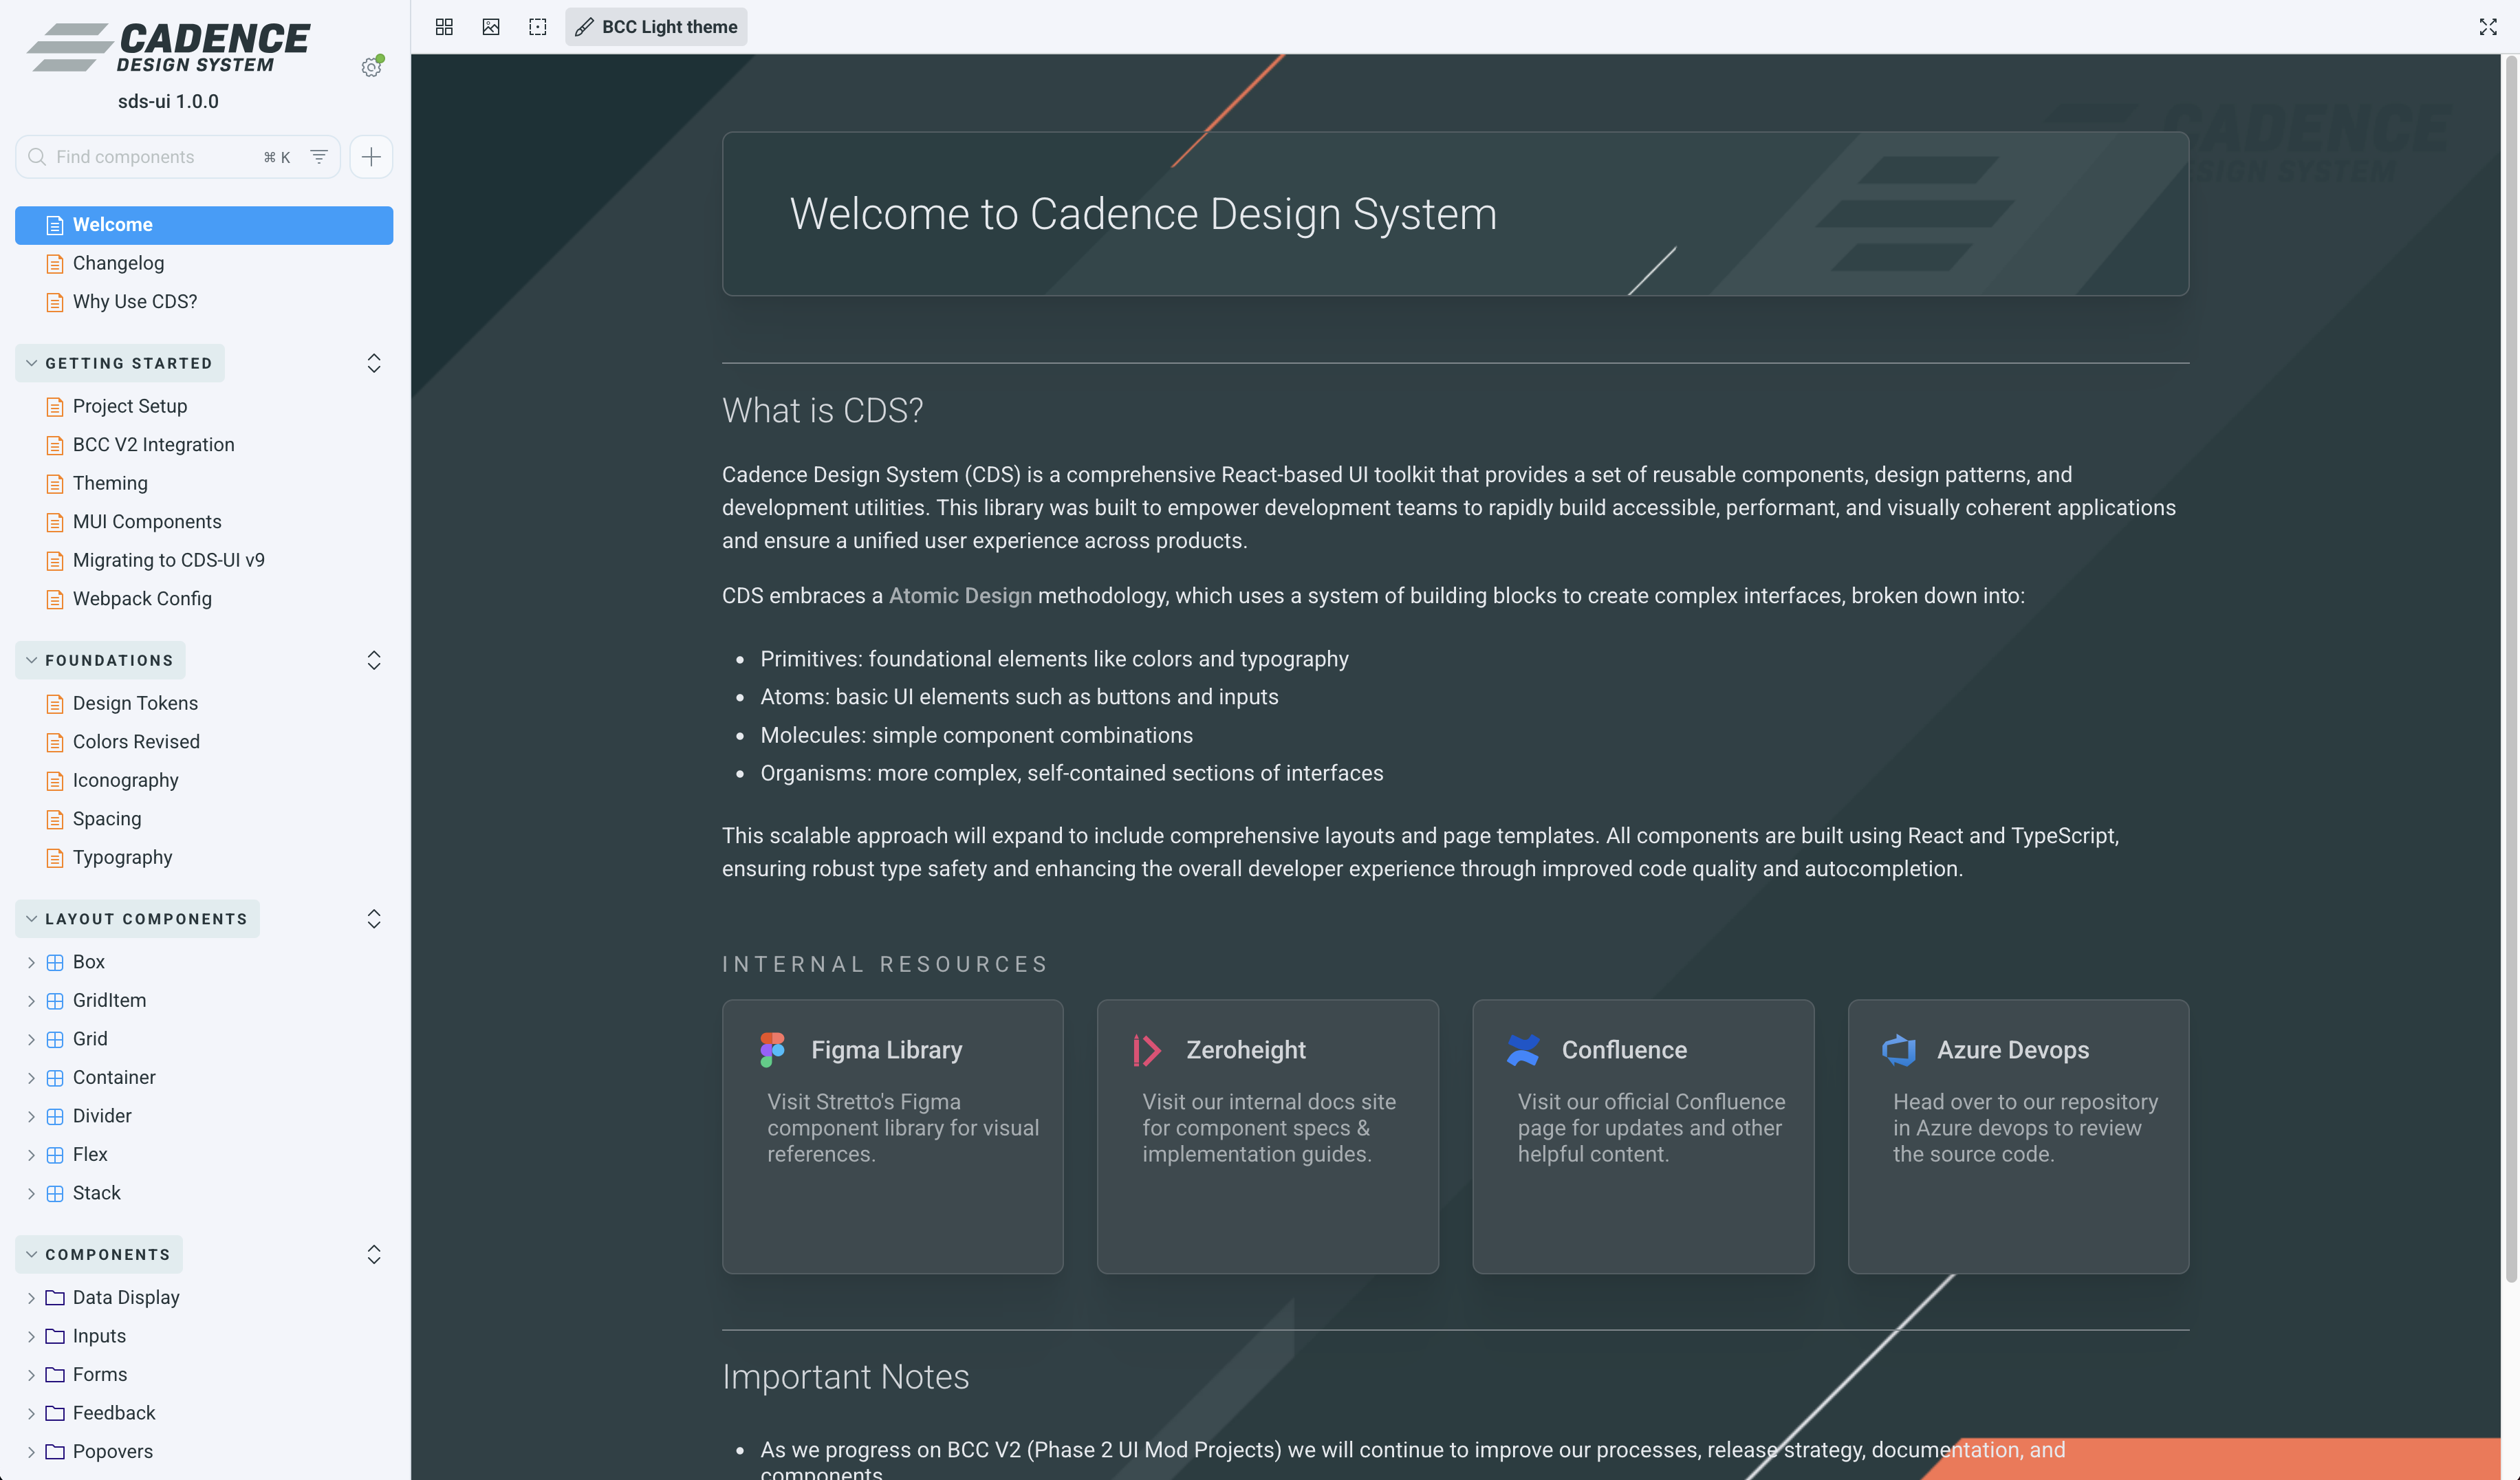 CADENCE
DESIGN SYSTEM
sds-ui 1.0.0
Find components
⌘ K
Welcome
Changelog
Why Use CDS?
GETTING STARTED
Project Setup
BCC V2 Integration
Theming
MUI Components
Migrating to CDS-UI v9
Webpack Config
FOUNDATIONS
Design Tokens
Colors Revised
Iconography
Spacing
Typography
LAYOUT COMPONENTS
Box
GridItem
Grid
Container
Divider
Flex
Stack
COMPONENTS
Data Display
Inputs
Forms
Feedback
Popovers
BCC Light theme
CADENCE
DESIGN SYSTEM
Welcome to Cadence Design System
What is CDS?
Cadence Design System (CDS) is a comprehensive React-based UI toolkit that provides a set of reusable components, design patterns, and
development utilities. This library was built to empower development teams to rapidly build accessible, performant, and visually coherent applications
and ensure a unified user experience across products.
CDS embraces a Atomic Design methodology, which uses a system of building blocks to create complex interfaces, broken down into:
• Primitives: foundational elements like colors and typography
• Atoms: basic UI elements such as buttons and inputs
• Molecules: simple component combinations
• Organisms: more complex, self-contained sections of interfaces
This scalable approach will expand to include comprehensive layouts and page templates. All components are built using React and TypeScript,
ensuring robust type safety and enhancing the overall developer experience through improved code quality and autocompletion.
INTERNAL RESOURCES
Figma Library
Visit Stretto's Figma
component library for visual
references.
Zeroheight
Visit our internal docs site
for component specs &
implementation guides.
Confluence
Visit our official Confluence
page for updates and other
helpful content.
Azure Devops
Head over to our repository
in Azure devops to review
the source code.
Important Notes
• As we progress on BCC V2 (Phase 2 UI Mod Projects) we will continue to improve our processes, release strategy, documentation, and
components